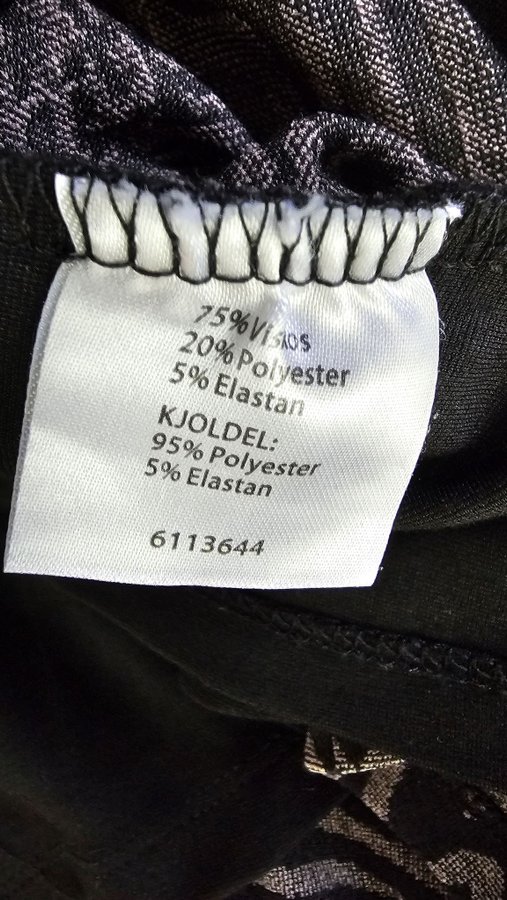 75% Viskos
20% Polyester
5% Elastan
KJOLDEL:
95% Polyester
5% Elastan
6113644